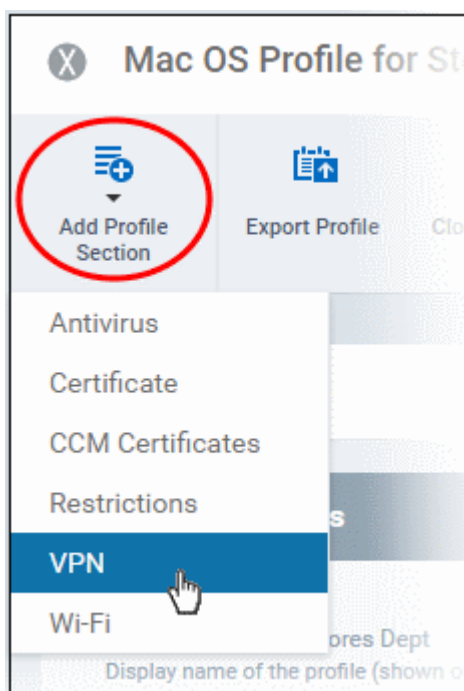 Mac OS Profile for St
Add Profile
Section
Export Profile
Clo
Antivirus
Certificate
CCM Certificates
Restrictions
s
VPN
Wi-Fi
ores Dept
Display name of the profile (shown o